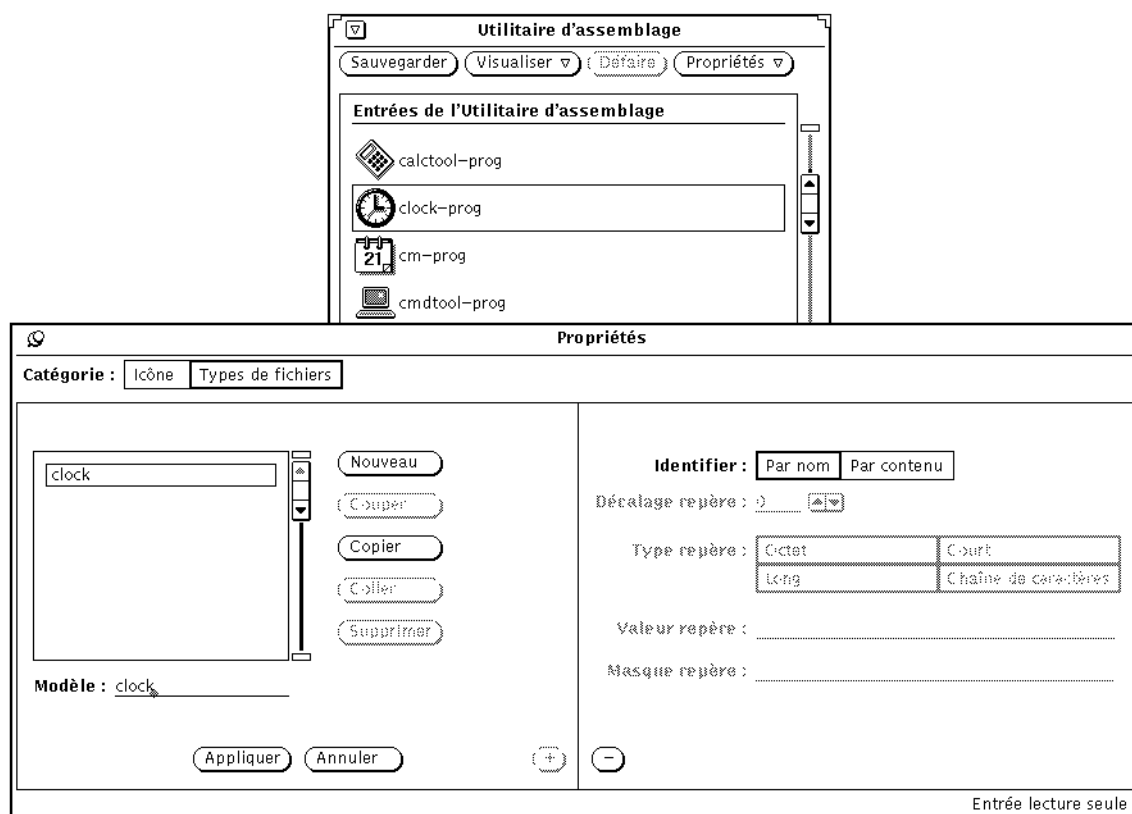 Utilitaire d'assemblage
Sauvegarder Visualiser Défaire Propriétés
Entrées de l'Utilitaire d'assemblage
calctool-prog
clock-prog
21
cm-prog
cmdtool-prog
Propriétés
Catégorie : Icône Types de fichiers
clock
Nouveau
Couper
Copier
Coller
Supprimer
Modèle : clock
Appliquer Annuler +
Identifier : Par nom Par contenu
Décalage repère : 0
Type repère : Octet Court
Long Chaîne de caractères
Valeur repère :
Masque repère :
−
Entrée lecture seule